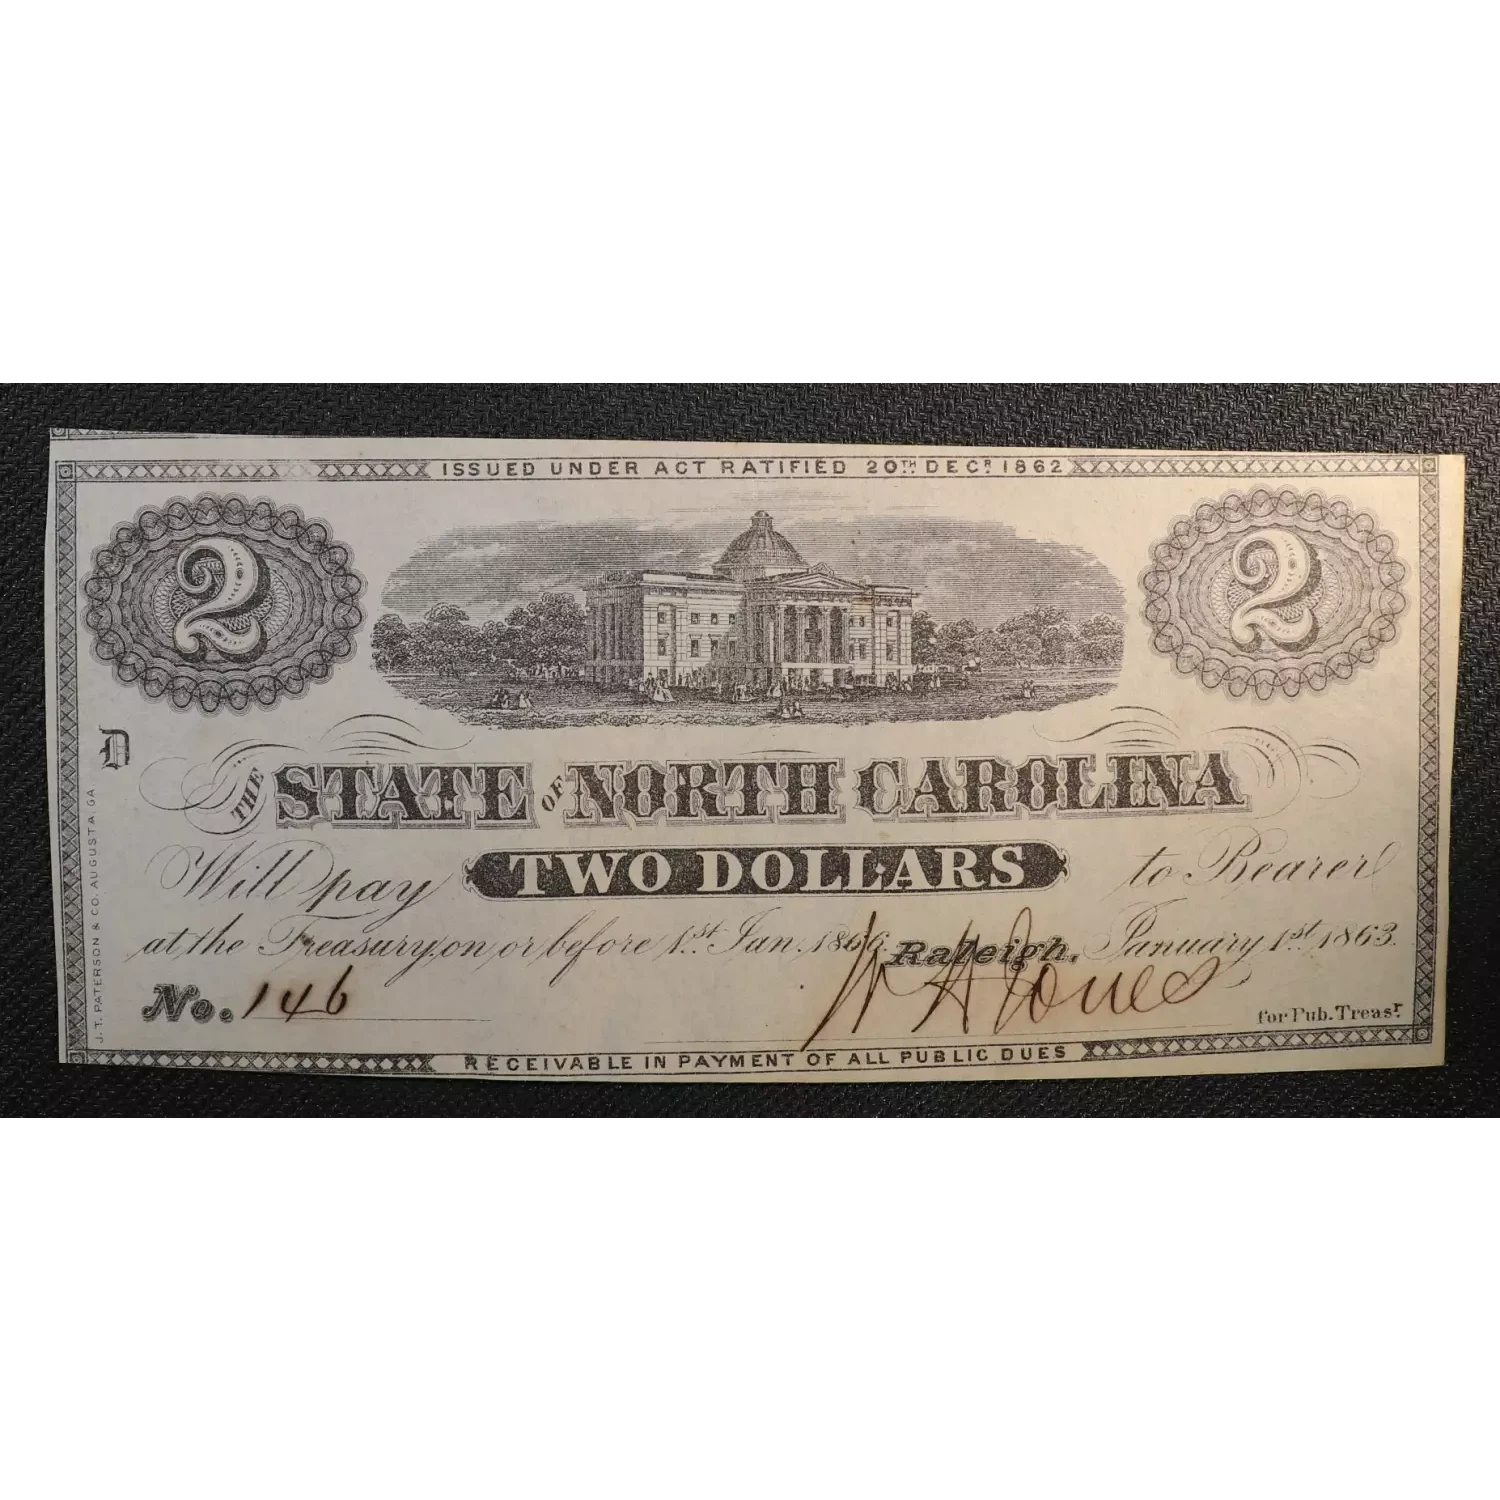 ISSUED UNDER ACT RATIFIED 20TH DECR 1862
2 2
D
THE STATE OF NORTH CAROLINA
Will pay TWO DOLLARS to Bearer
at the Treasury, on or before 1st Jan. 1866. Raleigh, January 1st 1863.
No. 146 W H Jones
for Pub. Treasr
RECEIVABLE IN PAYMENT OF ALL PUBLIC DUES
J. T. PATERSON & CO. AUGUSTA, GA